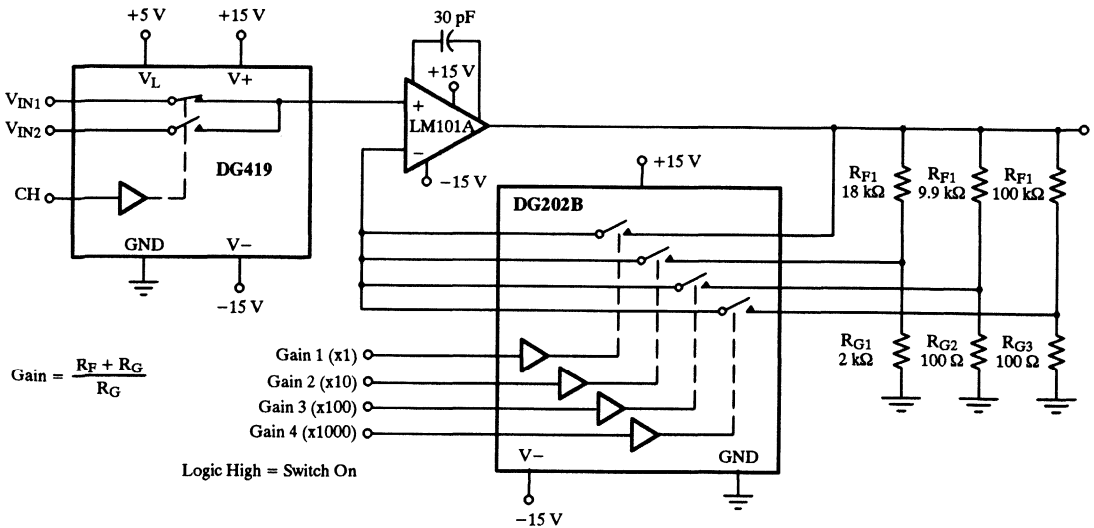 +5 V
+15 V
30 pF
V_L
V+
+15 V
V_IN1
V_IN2
+
LM101A
−
DG419
CH
−15 V
+15 V
GND
V−
−15 V
DG202B
R_F1
18 kΩ
R_F1
9.9 kΩ
R_F1
100 kΩ
R_G1
2 kΩ
R_G2
100 Ω
R_G3
100 Ω
Gain = R_F + R_G / R_G
Gain 1 (x1)
Gain 2 (x10)
Gain 3 (x100)
Gain 4 (x1000)
Logic High = Switch On
V−
GND
−15 V